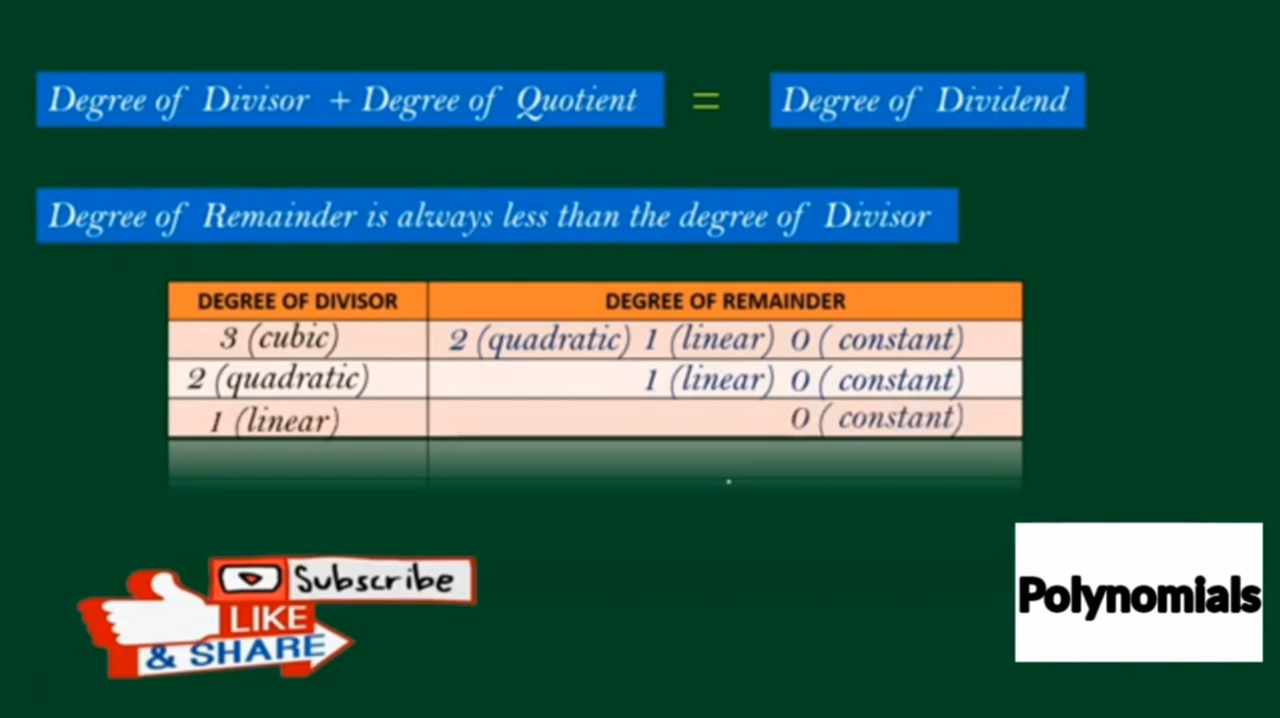 Degree of Divisor + Degree of Quotient = Degree of Dividend
Degree of Remainder is always less than the degree of Divisor
DEGREE OF DIVISOR DEGREE OF REMAINDER
3 (cubic) 2 (quadratic) 1 (linear) 0 ( constant)
2 (quadratic) 1 (linear) 0 ( constant)
1 (linear) 0 ( constant)
Subscribe
LIKE
& SHARE
Polynomials